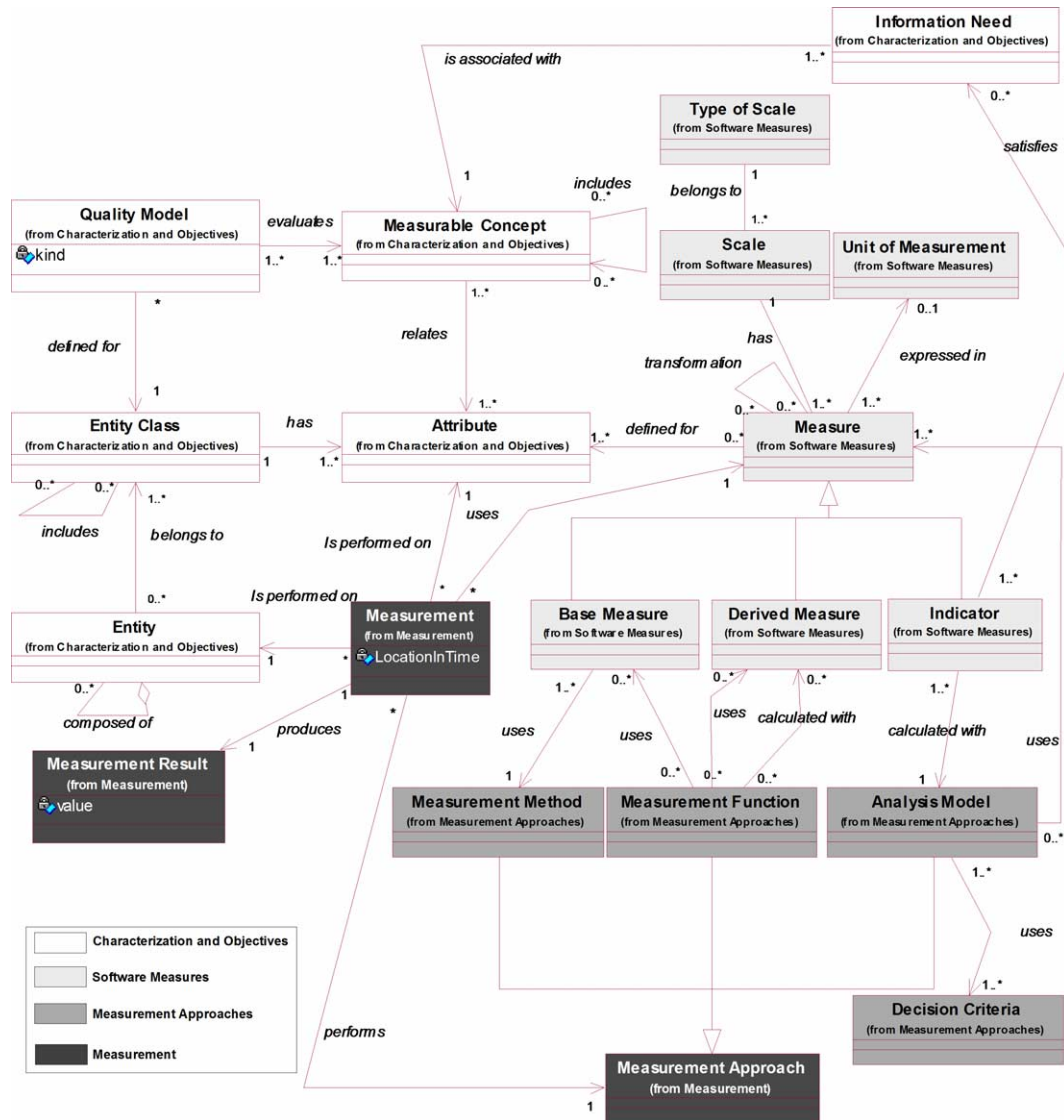 Information Need
(from Characterization and Objectives)
1..*
is associated with
0..*
Type of Scale
(from Software Measures)
satisfies
1
1
includes
0..*
belongs to
Quality Model
(from Characterization and Objectives)
kind
evaluates
1..*
1..*
Measurable Concept
(from Characterization and Objectives)
1..*
Scale
(from Software Measures)
Unit of Measurement
(from Software Measures)
0..*
*
1..*
1
0..1
defined for
relates
has
transformation
expressed in
1
1..*
0..*
0..*
1..*
1..*
Entity Class
(from Characterization and Objectives)
has
1
1..*
Attribute
(from Characterization and Objectives)
1..*
defined for
0..*
Measure
(from Software Measures)
1..*
0..*
0..*
1..*
1
uses
1
includes
belongs to
Is performed on
0..*
*
*
1..*
Is performed on
Entity
(from Characterization and Objectives)
1
*
Measurement
(from Measurement)
LocationInTime
Base Measure
(from Software Measures)
Derived Measure
(from Software Measures)
Indicator
(from Software Measures)
0..*
composed of
1
*
produces
1
1..*
0..*
0..*
0..*
1..*
uses
uses
uses
calculated with
calculated with
uses
Measurement Result
(from Measurement)
value
1
0..*
0..*
0..*
1
Measurement Method
(from Measurement Approaches)
Measurement Function
(from Measurement Approaches)
Analysis Model
(from Measurement Approaches)
0..*
1..*
uses
1..*
Characterization and Objectives
Software Measures
Measurement Approaches
Measurement
Decision Criteria
(from Measurement Approaches)
performs
1
Measurement Approach
(from Measurement)